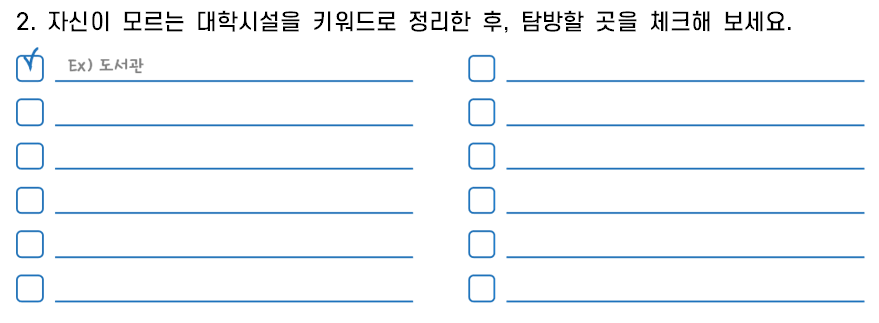 2. 자신이 모르는 대학시설을 키워드로 정리한 후, 탐방할 곳을 체크해 보세요.
Ex) 도서관